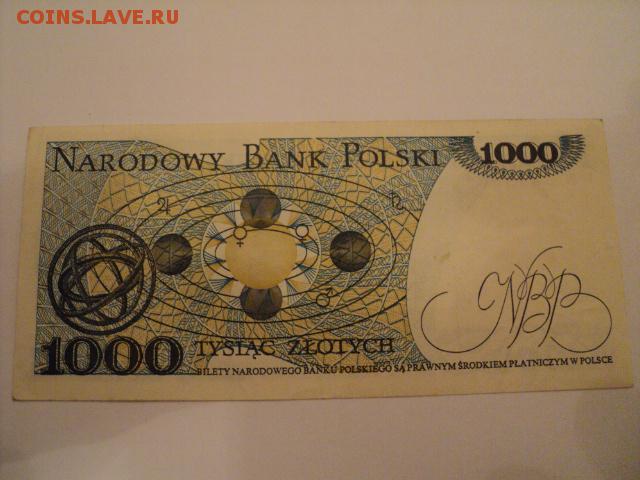 COINS.LAVE.RU
NARODOWY BANK POLSKI
1000
NBP
1000
TYSIĄC ZŁOTYCH
BILETY NARODOWEGO BANKU POLSKIEGO SĄ PRAWNYM ŚRODKIEM PŁATNICZYM W POLSCE